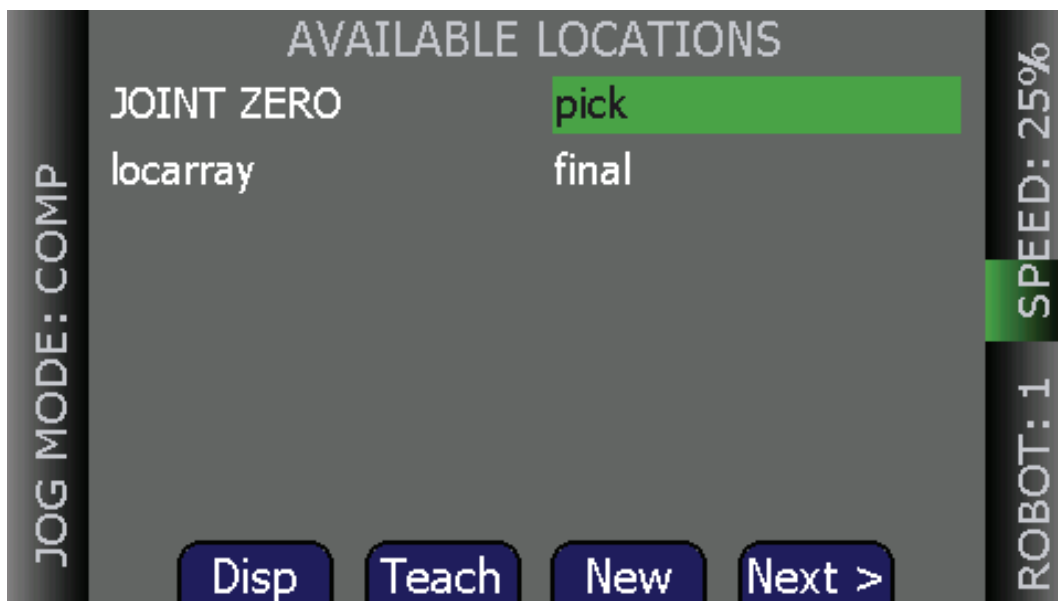 AVAILABLE LOCATIONS
JOINT ZERO pick
locarray final
Disp Teach New Next >
JOG MODE: COMP
SPEED: 25%
ROBOT: 1